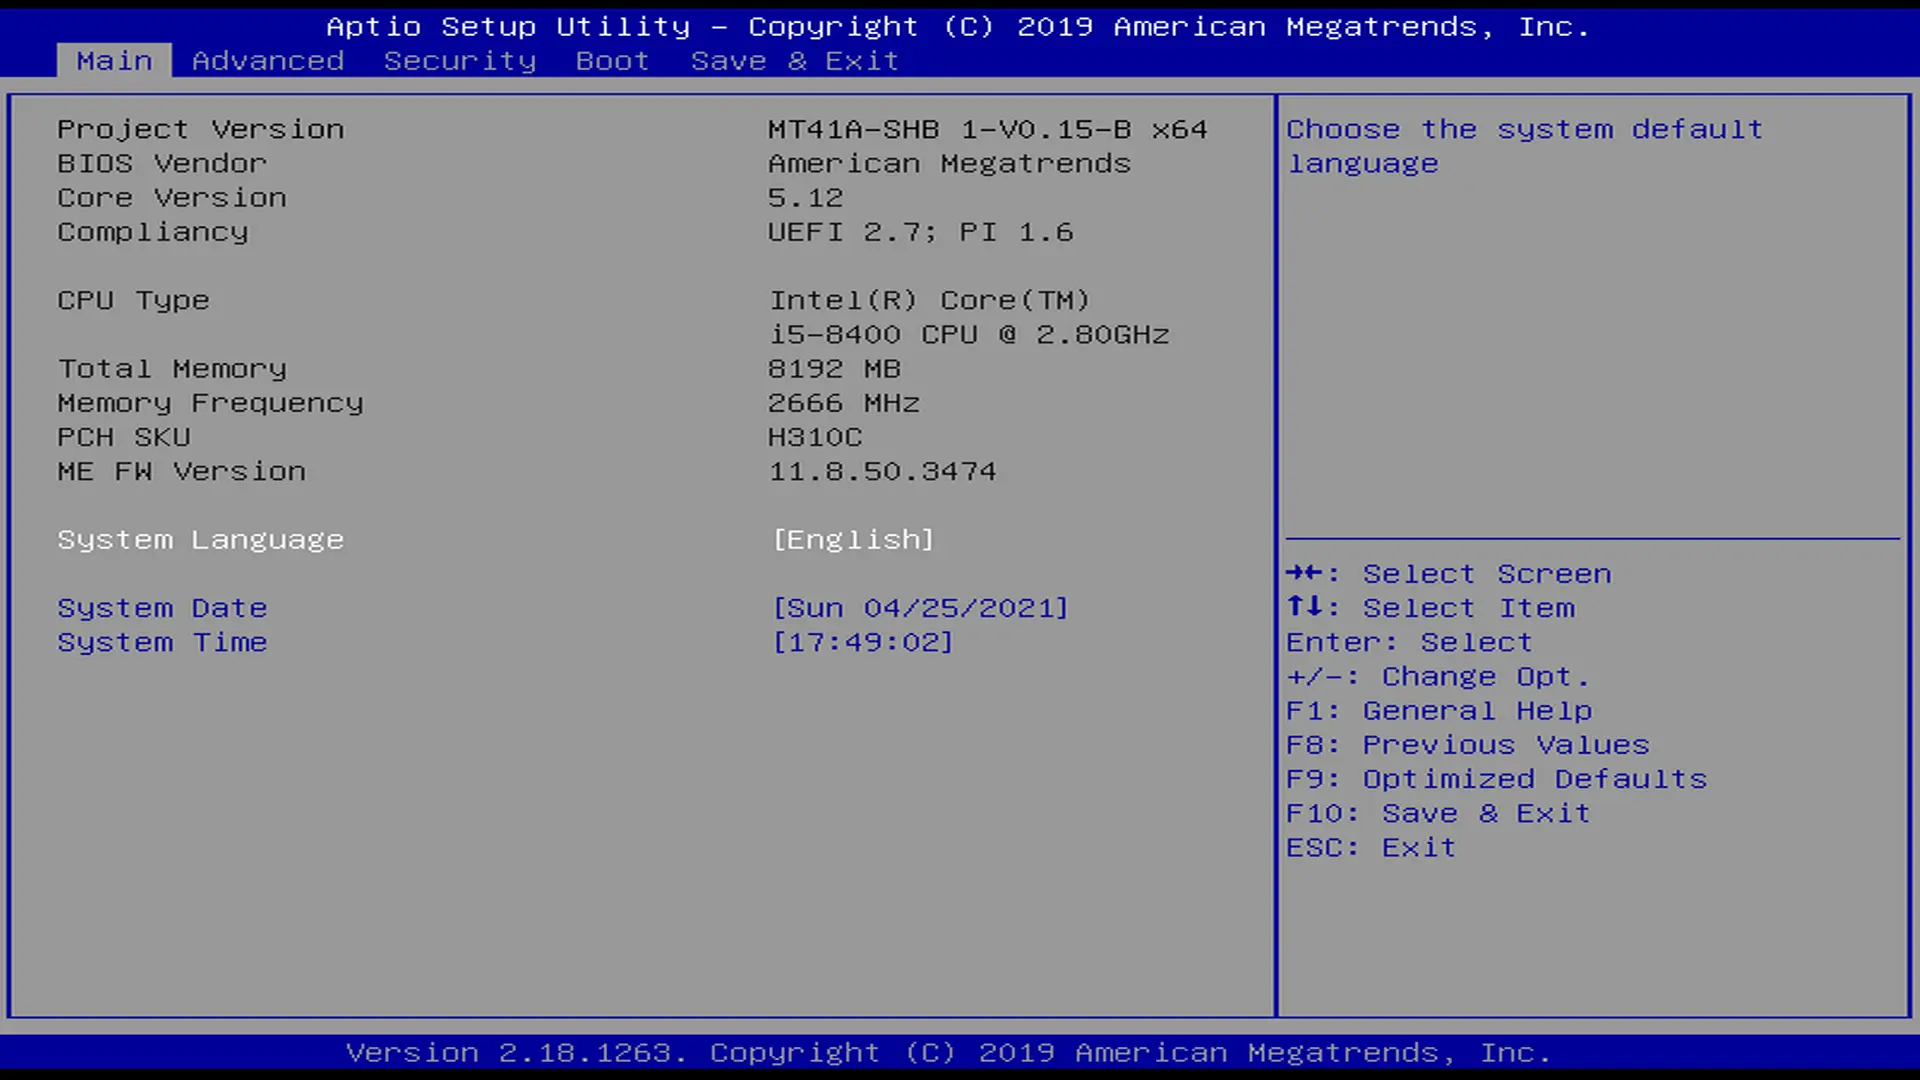 Aptio Setup Utility - Copyright (C) 2019 American Megatrends, Inc.
Main Advanced Security Boot Save & Exit
Project Version MT41A-SHB 1-V0.15-B x64
BIOS Vendor American Megatrends
Core Version 5.12
Compliancy UEFI 2.7; PI 1.6
CPU Type Intel(R) Core(TM)
i5-8400 CPU @ 2.80GHz
Total Memory 8192 MB
Memory Frequency 2666 MHz
PCH SKU H310C
ME FW Version 11.8.50.3474
System Language [English]
System Date [Sun 04/25/2021]
System Time [17:49:02]
Choose the system default
language
→←: Select Screen
↑↓: Select Item
Enter: Select
+/-: Change Opt.
F1: General Help
F8: Previous Values
F9: Optimized Defaults
F10: Save & Exit
ESC: Exit
Version 2.18.1263. Copyright (C) 2019 American Megatrends, Inc.